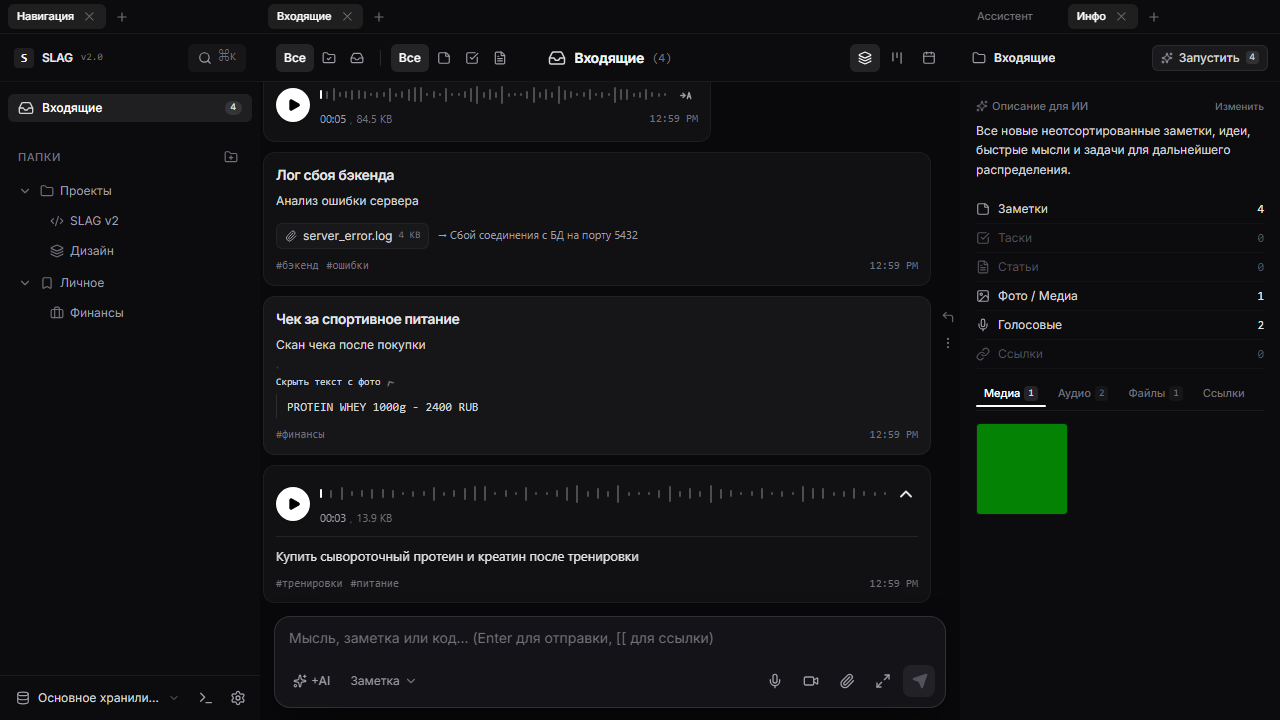 Навигация
Входящие
Ассистент
Инфо
S SLAG v2.0
⌘K
Все
Все
Входящие (4)
Входящие
Запустить 4
Входящие 4
ПАПКИ
Проекты
SLAG v2
Дизайн
Личное
Финансы
Основное хранили...
00:05 , 84.5 KB
12:59 PM
Лог сбоя бэкенда
Анализ ошибки сервера
server_error.log 4 KB → Сбой соединения с БД на порту 5432
#бэкенд #ошибки
12:59 PM
Чек за спортивное питание
Скан чека после покупки
Скрыть текст с фото
PROTEIN WHEY 1000g - 2400 RUB
#финансы
12:59 PM
00:03 , 13.9 KB
Купить сывороточный протеин и креатин после тренировки
#тренировки #питание
12:59 PM
Мысль, заметка или код... (Enter для отправки, [[ для ссылки)
+AI
Заметка
Описание для ИИ
Изменить
Все новые неотсортированные заметки, идеи,
быстрые мысли и задачи для дальнейшего
распределения.
Заметки 4
Таски 0
Статьи 0
Фото / Медиа 1
Голосовые 2
Ссылки 0
Медиа 1
Аудио 2
Файлы 1
Ссылки